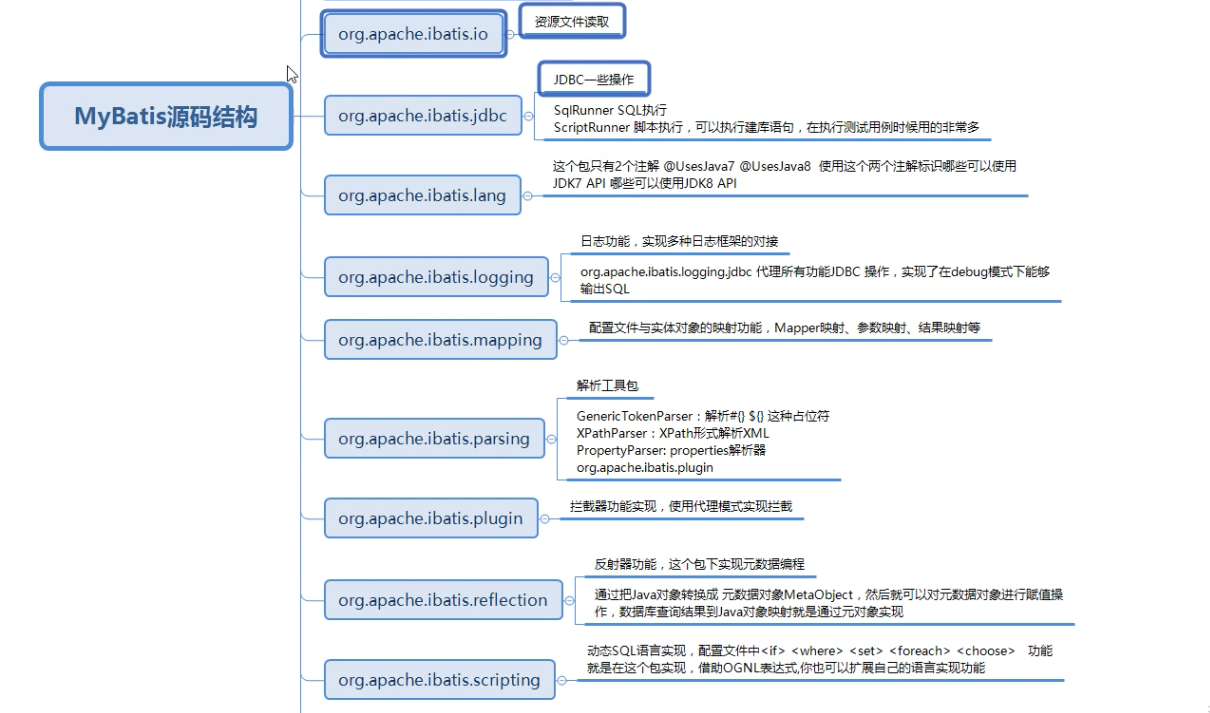 org.apache.ibatis.io
资源文件读取
MyBatis源码结构
org.apache.ibatis.jdbc
JDBC一些操作
SqlRunner SQL执行
ScriptRunner 脚本执行，可以执行建库语句，在执行测试用例时候用的非常多
org.apache.ibatis.lang
这个包只有2个注解 @UsesJava7 @UsesJava8 使用这个两个注解标识哪些可以使用
JDK7 API 哪些可以使用JDK8 API
org.apache.ibatis.logging
日志功能，实现多种日志框架的对接
org.apache.ibatis.logging.jdbc 代理所有功能JDBC 操作，实现了在debug模式下能够
输出SQL
org.apache.ibatis.mapping
配置文件与实体对象的映射功能，Mapper映射、参数映射、结果映射等
org.apache.ibatis.parsing
解析工具包
GenericTokenParser：解析#{} ${} 这种占位符
XPathParser：XPath形式解析XML
PropertyParser: properties解析器
org.apache.ibatis.plugin
org.apache.ibatis.plugin
拦截器功能实现，使用代理模式实现拦截
org.apache.ibatis.reflection
反射器功能，这个包下实现元数据编程
通过把Java对象转换成 元数据对象MetaObject，然后就可以对元数据对象进行赋值操
作，数据库查询结果到Java对象映射就是通过元对象实现
org.apache.ibatis.scripting
动态SQL语言实现，配置文件中<if> <where> <set> <foreach> <choose> 功能
就是在这个包实现，借助OGNL表达式,你也可以扩展自己的语言实现功能